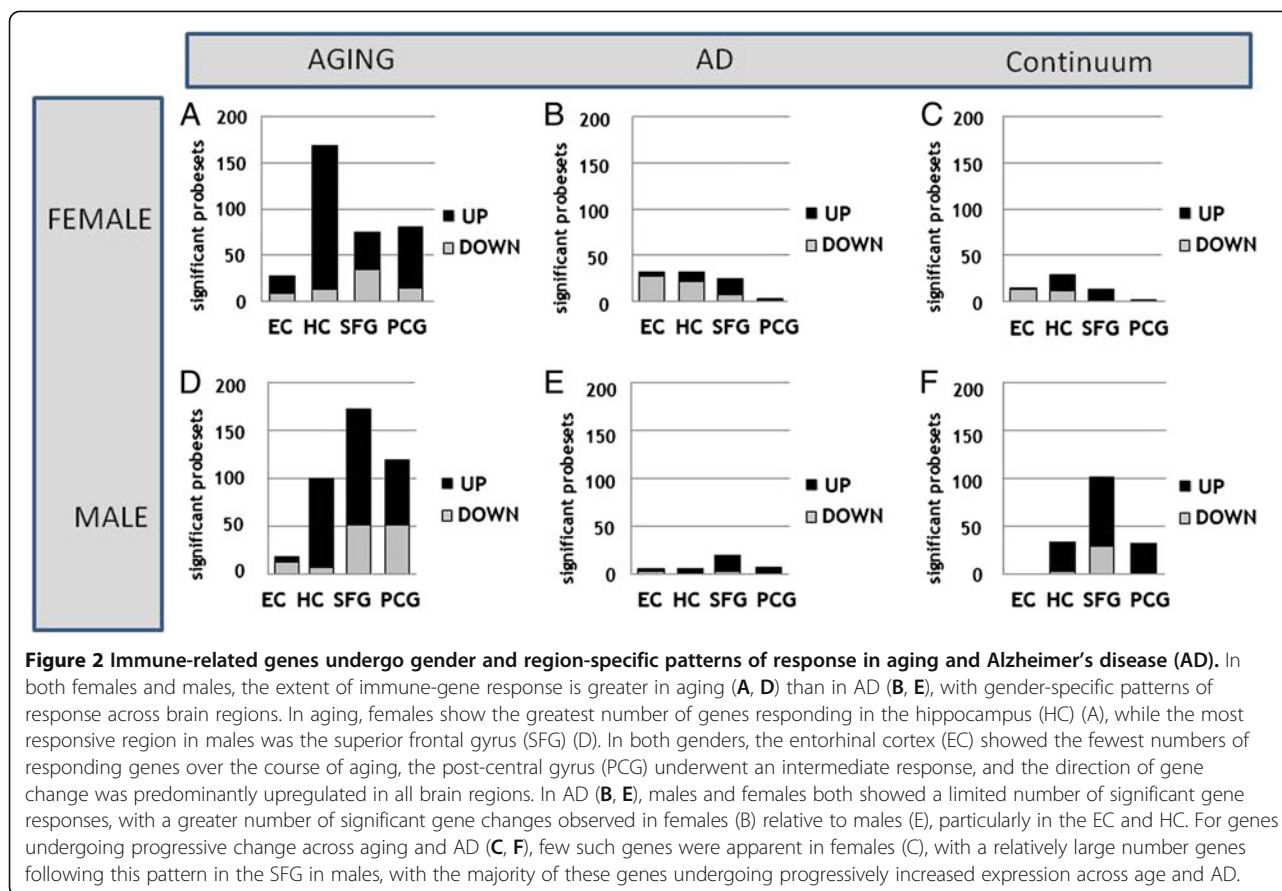 AGING AD Continuum
FEMALE
MALE
A
200
150
100
50
0
significant probesets
EC HC SFG PCG
UP
DOWN
B
200
150
100
50
0
significant probesets
EC HC SFG PCG
UP
DOWN
C
200
150
100
50
0
significant probesets
EC HC SFG PCG
UP
DOWN
D
200
150
100
50
0
significant probesets
EC HC SFG PCG
UP
DOWN
E
200
150
100
50
0
significant probesets
EC HC SFG PCG
UP
DOWN
F
200
150
100
50
0
significant probesets
EC HC SFG PCG
UP
DOWN
Figure 2 Immune-related genes undergo gender and region-specific patterns of response in aging and Alzheimer's disease (AD). In
both females and males, the extent of immune-gene response is greater in aging (A, D) than in AD (B, E), with gender-specific patterns of
response across brain regions. In aging, females show the greatest number of genes responding in the hippocampus (HC) (A), while the most
responsive region in males was the superior frontal gyrus (SFG) (D). In both genders, the entorhinal cortex (EC) showed the fewest numbers of
responding genes over the course of aging, the post-central gyrus (PCG) underwent an intermediate response, and the direction of gene
change was predominantly upregulated in all brain regions. In AD (B, E), males and females both showed a limited number of significant gene
responses, with a greater number of significant gene changes observed in females (B) relative to males (E), particularly in the EC and HC. For genes
undergoing progressive change across aging and AD (C, F), few such genes were apparent in females (C), with a relatively large number genes
following this pattern in the SFG in males, with the majority of these genes undergoing progressively increased expression across age and AD.